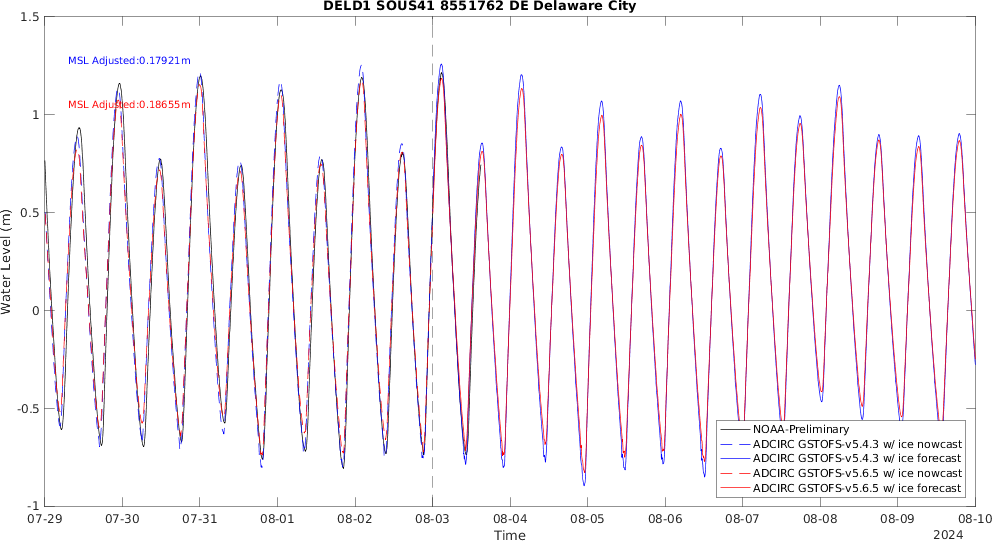 DELD1 SOUS41 8551762 DE Delaware City
1.5
MSL Adjusted:0.17921m
MSL Adjusted:0.18655m
1
0.5
0
-0.5
-1
Water Level (m)
NOAA-Preliminary
ADCIRC GSTOFS-v5.4.3 w/ ice nowcast
ADCIRC GSTOFS-v5.4.3 w/ ice forecast
ADCIRC GSTOFS-v5.6.5 w/ ice nowcast
ADCIRC GSTOFS-v5.6.5 w/ ice forecast
07-29 07-30 07-31 08-01 08-02 08-03 08-04 08-05 08-06 08-07 08-08 08-09 08-10
Time
2024